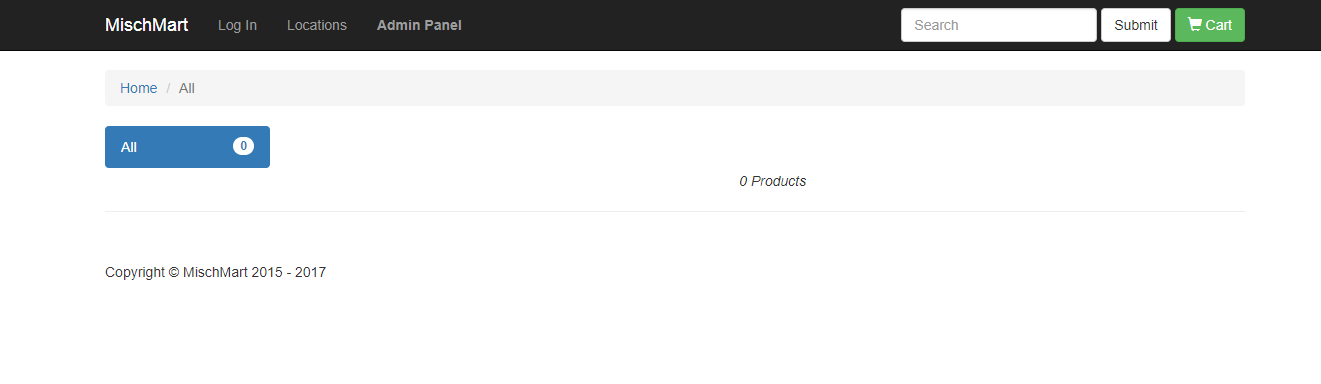 MischMart Log In Locations Admin Panel Search Submit Cart
Home / All
All 0
0 Products
Copyright © MischMart 2015 - 2017